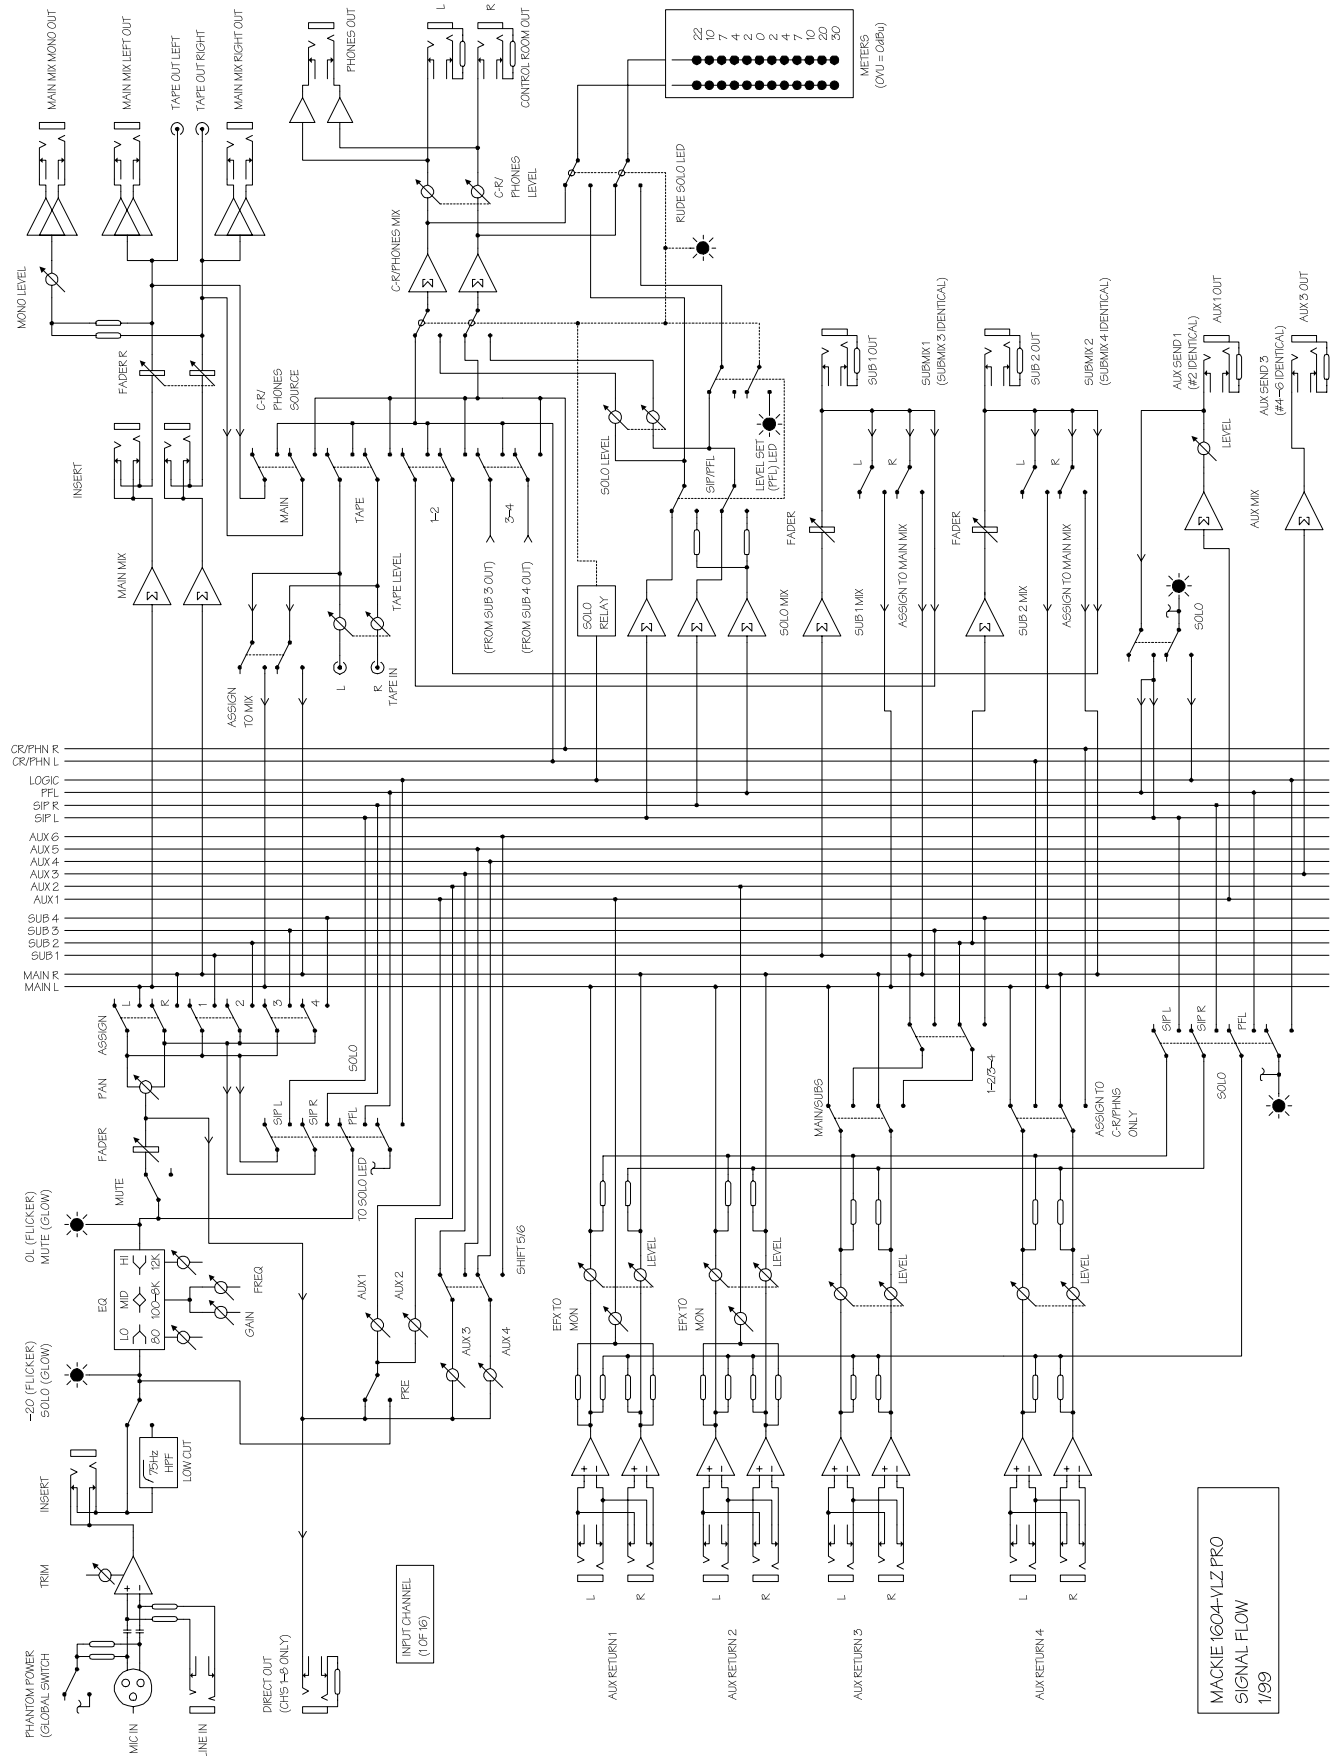 MAIN MIX MONO OUT
MAIN MIX LEFT OUT
TAPE OUT LEFT
TAPE OUT RIGHT
MAIN MIX RIGHT OUT
PHONES OUT
L
R
CONTROL ROOM OUT
22
10
7
4
2
0
2
4
7
10
20
30
METERS
(0VU = 0dBu)
MONO LEVEL
FADER R
C-R/
PHONES
SOURCE
C-R/PHONES MIX
C-R/
PHONES
LEVEL
RUDE SOLO LED
INSERT
MAIN MIX
MAIN
TAPE
1–2
3–4
TAPE LEVEL
(FROM SUB 3 OUT)
(FROM SUB 4 OUT)
ASSIGN
TO MIX
L
R
TAPE IN
SOLO LEVEL
SIP/PFL
LEVEL SET
(PFL) LED
SOLO
RELAY
SOLO MIX
Σ
Σ
Σ
Σ
Σ
Σ
Σ
Σ
Σ
Σ
Σ
SUB 1 OUT
SUBMIX 1
(SUBMIX 3 IDENTICAL)
L
R
FADER
SUB 1 MIX
ASSIGN TO MAIN MIX
SUB 2 OUT
SUBMIX 2
(SUBMIX 4 IDENTICAL)
L
R
FADER
SUB 2 MIX
ASSIGN TO MAIN MIX
AUX SEND 1
(#2 IDENTICAL)
AUX 1 OUT
LEVEL
AUX SEND 3
(#4–6 IDENTICAL)
AUX 3 OUT
AUX MIX
SOLO
CR/PHN R
CR/PHN L
LOGIC
PFL
SIP R
SIP L
AUX 6
AUX 5
AUX 4
AUX 3
AUX 2
AUX 1
SUB 4
SUB 3
SUB 2
SUB 1
MAIN R
MAIN L
ASSIGN
L
R
1
2
3
4
PAN
FADER
MUTE
SOLO
SIP L
SIP R
PFL
TO SOLO LED
OL (FLICKER)
MUTE (GLOW)
EQ
HI
MID
LO
12K
100–8K
80
FREQ
GAIN
–20 (FLICKER)
SOLO (GLOW)
AUX 1
AUX 2
SHIFT 5/6
AUX 3
AUX 4
PRE
INSERT
75Hz
HPF
LOW CUT
TRIM
+
–
PHANTOM POWER
(GLOBAL SWITCH)
MIC IN
LINE IN
DIRECT OUT
(CH'S 1–8 ONLY)
INPUT CHANNEL
(1 OF 16)
EFX TO
MON
LEVEL
+
–
+
–
L
R
AUX RETURN 1
EFX TO
MON
LEVEL
+
–
+
–
L
R
AUX RETURN 2
MAIN/SUBS
1–2/3–4
LEVEL
+
–
+
–
L
R
AUX RETURN 3
ASSIGN TO
C-R/PHNS
ONLY
LEVEL
+
–
+
–
L
R
AUX RETURN 4
SIP L
SIP R
PFL
SOLO
MACKIE 1604-VLZ PRO
SIGNAL FLOW
1/99